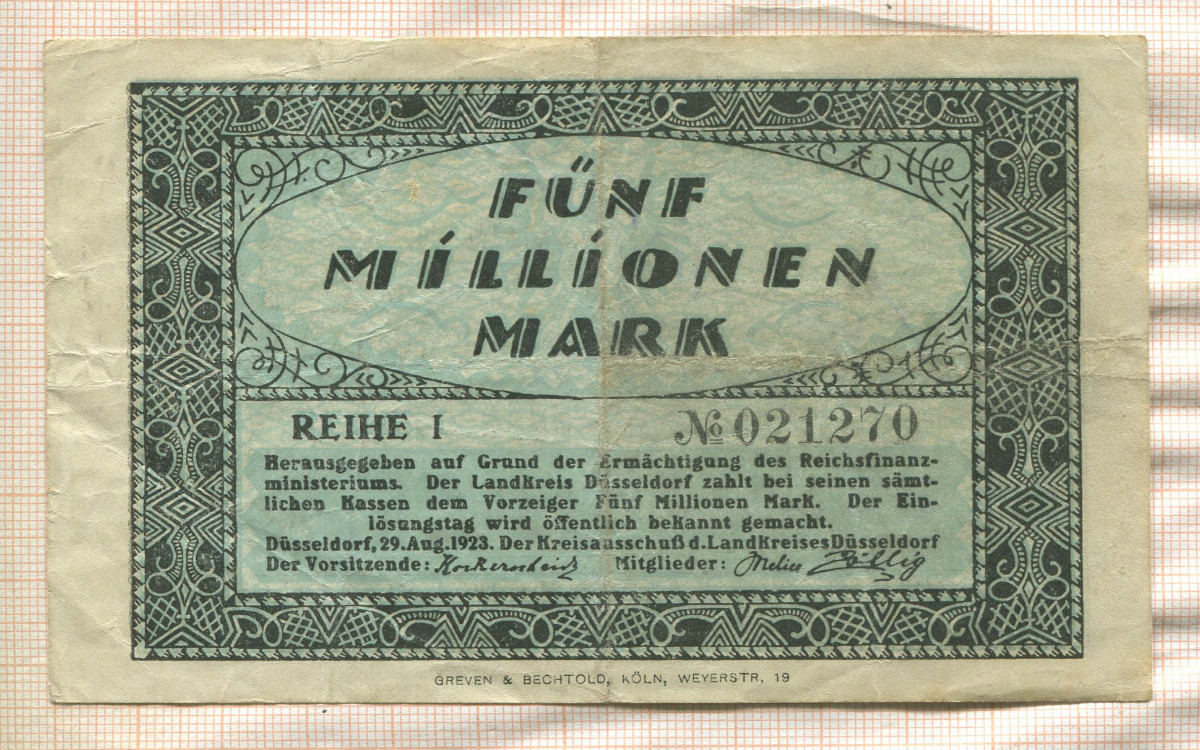 FÜNF
MILLIONEN
MARK
REIHE I
№ 021270
Herausgegeben auf Grund der Ermächtigung des Reichsfinanz-
ministeriums. Der Landkreis Düsseldorf zahlt bei seinen sämt-
lichen Kassen dem Vorzeiger Fünf Millionen Mark. Der Ein-
lösungstag wird öffentlich bekannt gemacht.
Düsseldorf, 29. Aug. 1923. Der Kreisausschuß d. Landkreises Düsseldorf
Der Vorsitzende: Mitglieder:
GREVEN & BECHTOLD, KÖLN, WEYERSTR. 19